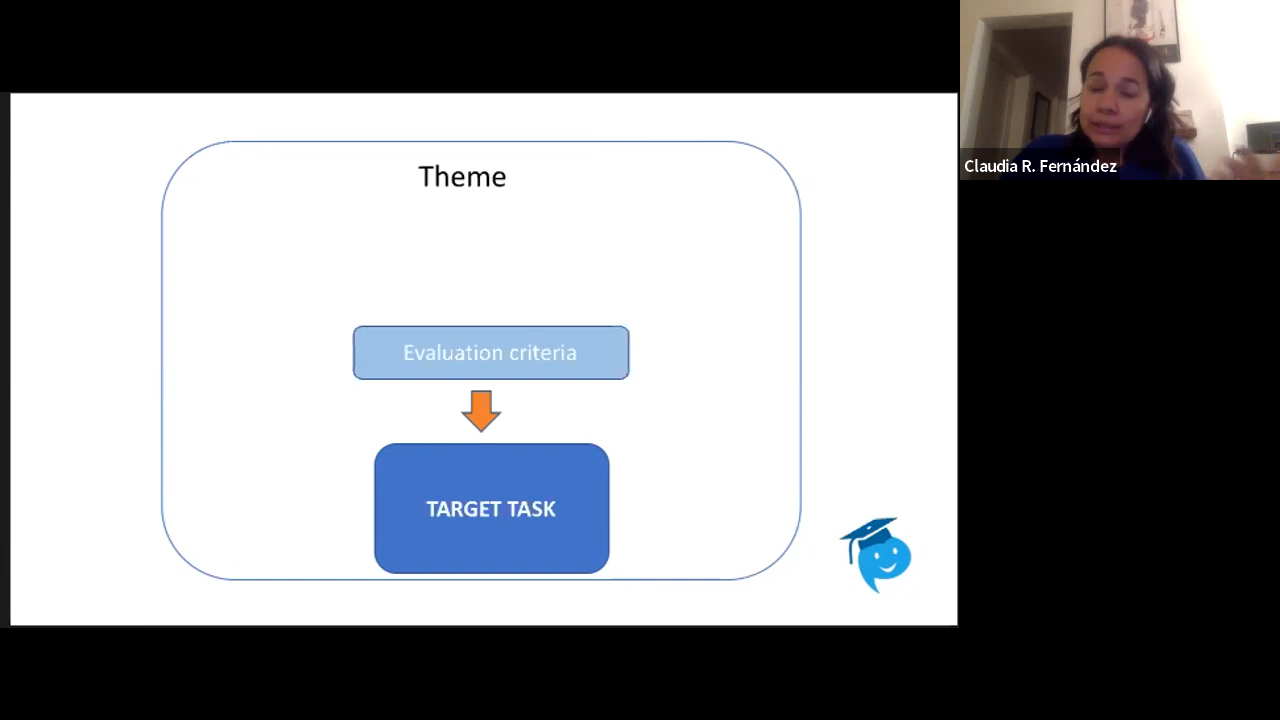 Theme
Evaluation criteria
TARGET TASK
Claudia R. Fernández